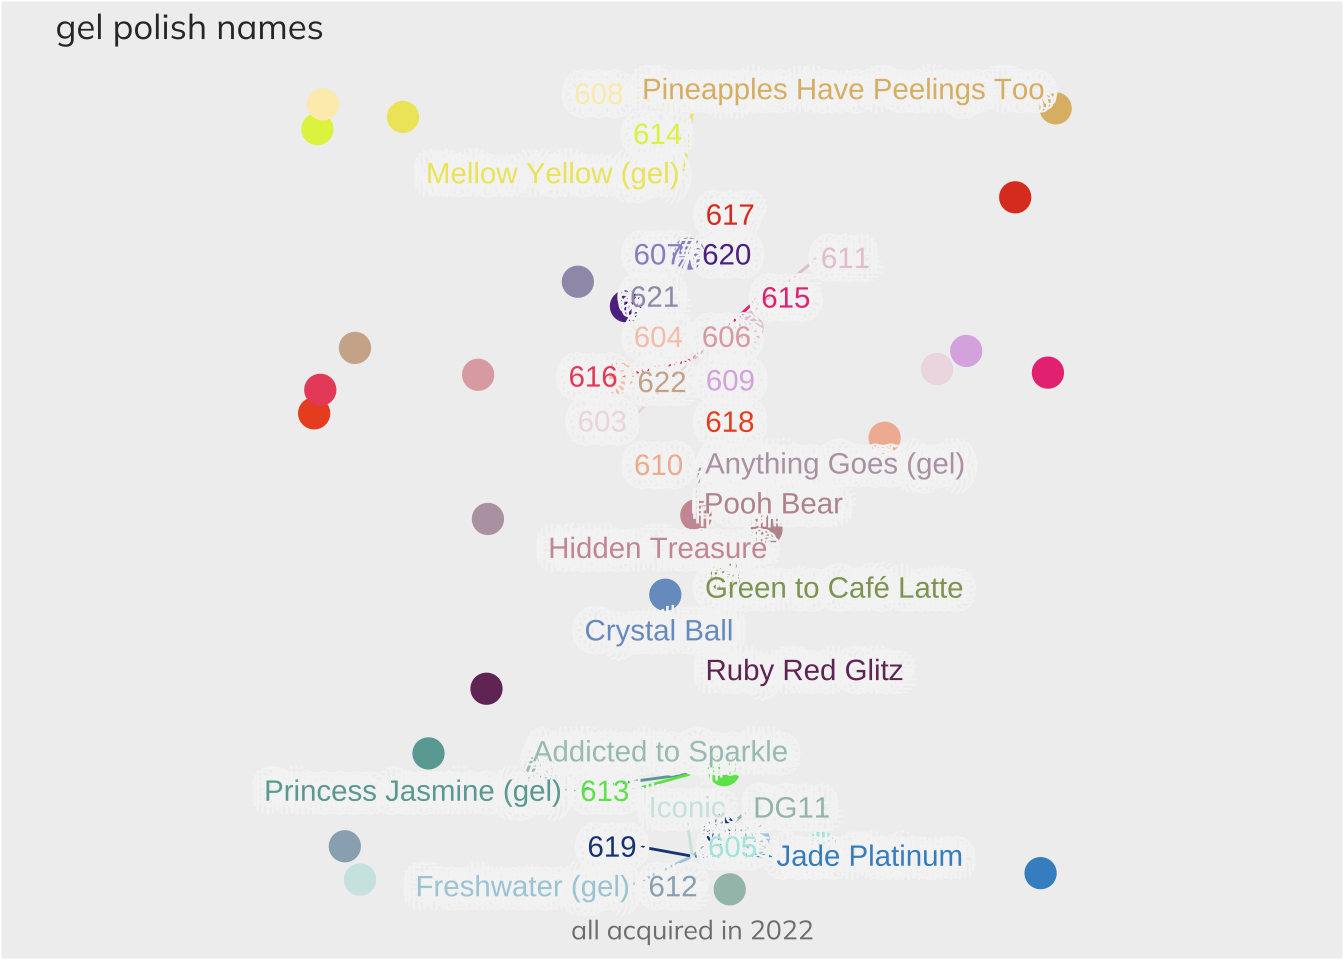 gel polish names
608 Pineapples Have Peelings Too
614
Mellow Yellow (gel)
617
607 620 611
621 615
604 606
616 622 609
603 618
610 Anything Goes (gel)
Pooh Bear
Hidden Treasure
Green to Café Latte
Crystal Ball
Ruby Red Glitz
Addicted to Sparkle
Princess Jasmine (gel) 613
Iconic DG11
619 605 Jade Platinum
Freshwater (gel) 612
all acquired in 2022